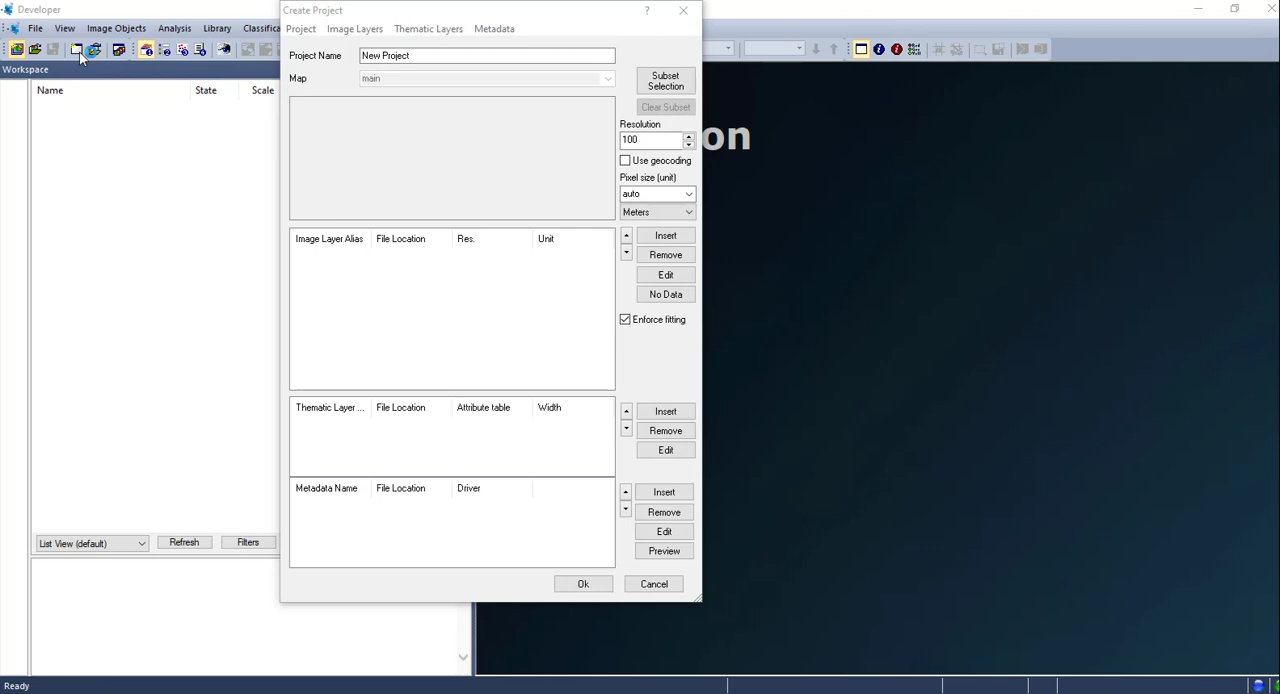 Developer
File View Image Objects Analysis Library Classifica
Workspace
Name State Scale
List View (default) Refresh Filters
Ready
on
Create Project ?
Project Image Layers Thematic Layers Metadata
Project Name New Project
Map main
Subset Selection
Clear Subset
Resolution
100
Use geocoding
Pixel size (unit)
auto
Meters
Image Layer Alias File Location Res. Unit
Insert
Remove
Edit
No Data
Enforce fitting
Thematic Layer ... File Location Attribute table Width
Insert
Remove
Edit
Metadata Name File Location Driver
Insert
Remove
Edit
Preview
Ok Cancel